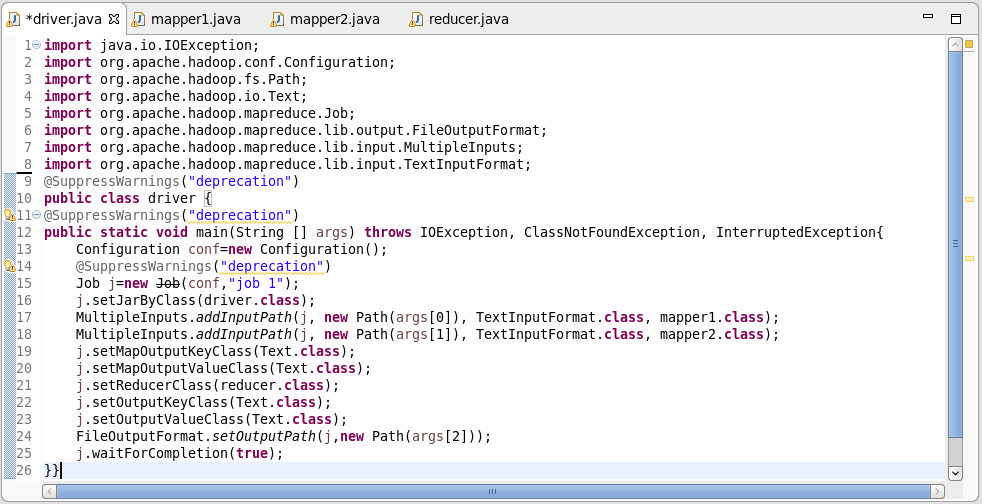 *driver.java mapper1.java mapper2.java reducer.java
1 import java.io.IOException;
2 import org.apache.hadoop.conf.Configuration;
3 import org.apache.hadoop.fs.Path;
4 import org.apache.hadoop.io.Text;
5 import org.apache.hadoop.mapreduce.Job;
6 import org.apache.hadoop.mapreduce.lib.output.FileOutputFormat;
7 import org.apache.hadoop.mapreduce.lib.input.MultipleInputs;
8 import org.apache.hadoop.mapreduce.lib.input.TextInputFormat;
9 @SuppressWarnings("deprecation")
10 public class driver {
11 @SuppressWarnings("deprecation")
12 public static void main(String [] args) throws IOException, ClassNotFoundException, InterruptedException{
13     Configuration conf=new Configuration();
14     @SuppressWarnings("deprecation")
15     Job j=new Job(conf,"job 1");
16     j.setJarByClass(driver.class);
17     MultipleInputs.addInputPath(j, new Path(args[0]), TextInputFormat.class, mapper1.class);
18     MultipleInputs.addInputPath(j, new Path(args[1]), TextInputFormat.class, mapper2.class);
19     j.setMapOutputKeyClass(Text.class);
20     j.setMapOutputValueClass(Text.class);
21     j.setReducerClass(reducer.class);
22     j.setOutputKeyClass(Text.class);
23     j.setOutputValueClass(Text.class);
24     FileOutputFormat.setOutputPath(j,new Path(args[2]));
25     j.waitForCompletion(true);
26 }}